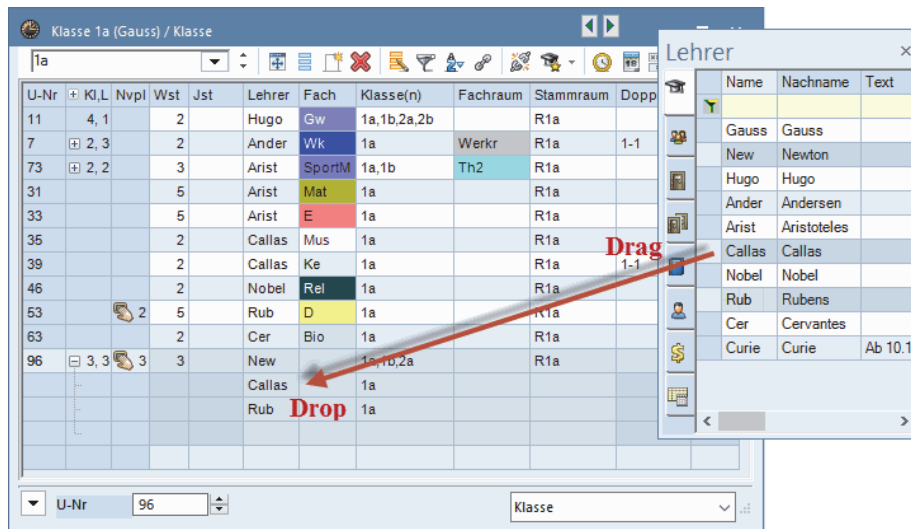 Klasse 1a (Gauss) / Klasse
1a
U-Nr Kl,L Nvpl Wst Jst Lehrer Fach Klasse(n) Fachraum Stammraum Dopp
11 4, 1 2 Hugo Gw 1a,1b,2a,2b R1a
7 2, 3 2 Ander Wk 1a Werkr R1a 1-1
73 2, 2 3 Arist SportM 1a,1b Th2 R1a
31 5 Arist Mat 1a R1a
33 5 Arist E 1a R1a
35 2 Callas Mus 1a R1a
39 2 Callas Ke 1a R1a 1-1
46 2 Nobel Rel 1a R1a
53 2 5 Rub D 1a R1a
63 2 Cer Bio 1a R1a
96 3, 3 3 3 New 1a,1b,2a R1a
Callas 1a
Rub 1a
Drag
Drop
U-Nr 96 Klasse
Lehrer
Name Nachname Text
Gauss Gauss
New Newton
Hugo Hugo
Ander Andersen
Arist Aristoteles
Callas Callas
Nobel Nobel
Rub Rubens
Cer Cervantes
Curie Curie Ab 10.1